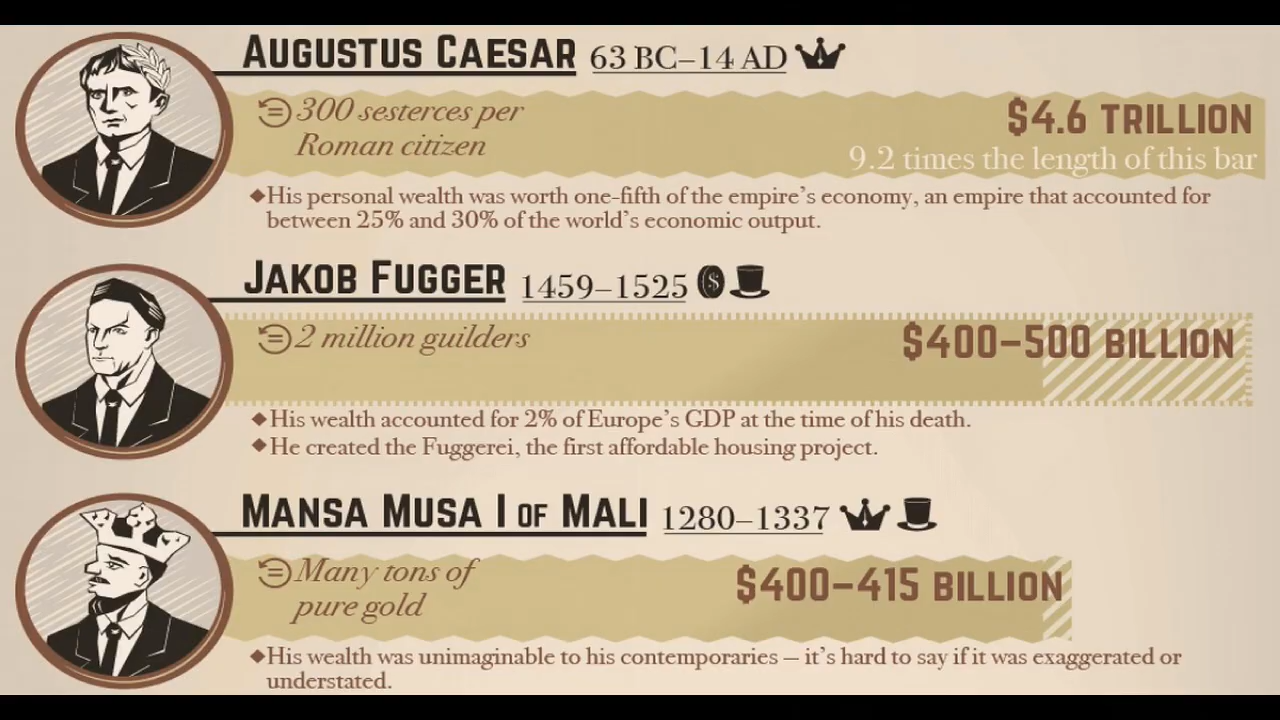 AUGUSTUS CAESAR 63 BC–14 AD
300 sesterces per
Roman citizen
$4.6 TRILLION
9.2 times the length of this bar
◆His personal wealth was worth one-fifth of the empire's economy, an empire that accounted for
between 25% and 30% of the world's economic output.
JAKOB FUGGER 1459–1525
2 million guilders
$400–500 BILLION
◆His wealth accounted for 2% of Europe's GDP at the time of his death.
◆He created the Fuggerei, the first affordable housing project.
MANSA MUSA I OF MALI 1280–1337
Many tons of
pure gold
$400–415 BILLION
◆His wealth was unimaginable to his contemporaries – it's hard to say if it was exaggerated or
understated.